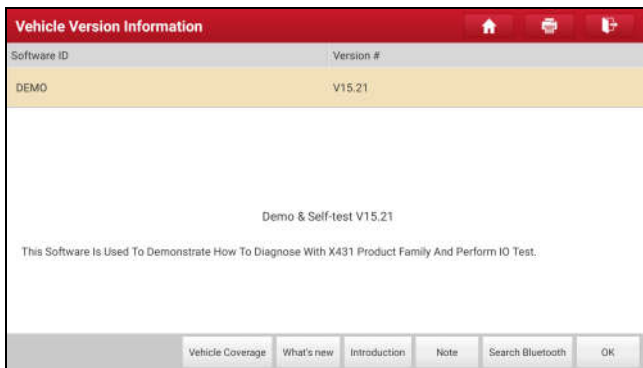 Vehicle Version Information
Software ID Version #
DEMO V15.21
Demo & Self-test V15.21
This Software Is Used To Demonstrate How To Diagnose With X431 Product Family And Perform IO Test.
Vehicle Coverage What's new Introduction Note Search Bluetooth OK